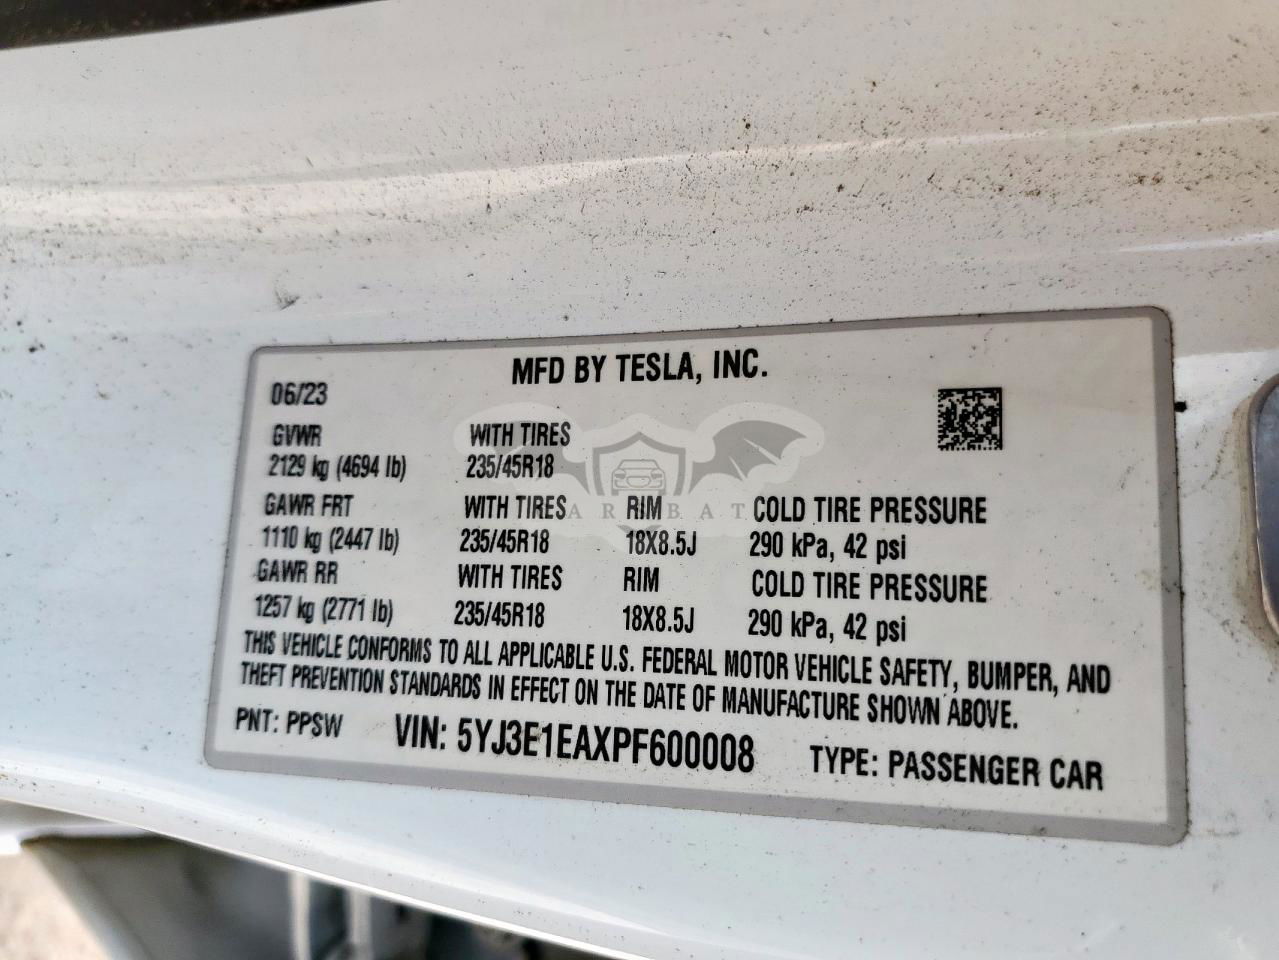 MFD BY TESLA, INC.
06/23
GVWR WITH TIRES
2129 kg (4694 lb) 235/45R18
GAWR FRT WITH TIRES RIM COLD TIRE PRESSURE
1110 kg (2447 lb) 235/45R18 18X8.5J 290 kPa, 42 psi
GAWR RR WITH TIRES RIM COLD TIRE PRESSURE
1257 kg (2771 lb) 235/45R18 18X8.5J 290 kPa, 42 psi
THIS VEHICLE CONFORMS TO ALL APPLICABLE U.S. FEDERAL MOTOR VEHICLE SAFETY, BUMPER, AND
THEFT PREVENTION STANDARDS IN EFFECT ON THE DATE OF MANUFACTURE SHOWN ABOVE.
PNT: PPSW VIN: 5YJ3E1EAXPF600008 TYPE: PASSENGER CAR